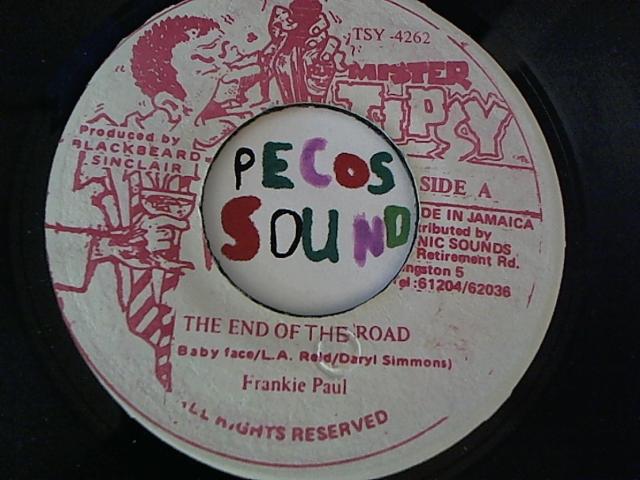 TSY-4262
MISTER
TIPSY
Produced by
BLACKBEARD
SINCLAIR
PECOS
SOUND
SIDE A
DE IN JAMAICA
tributed by
NIC SOUNDS
Retirement Rd.
ngston 5
el:61204/62036
THE END OF THE ROAD
(Baby face/L.A. Reid/Daryl Simmons)
Frankie Paul
ALL RIGHTS RESERVED